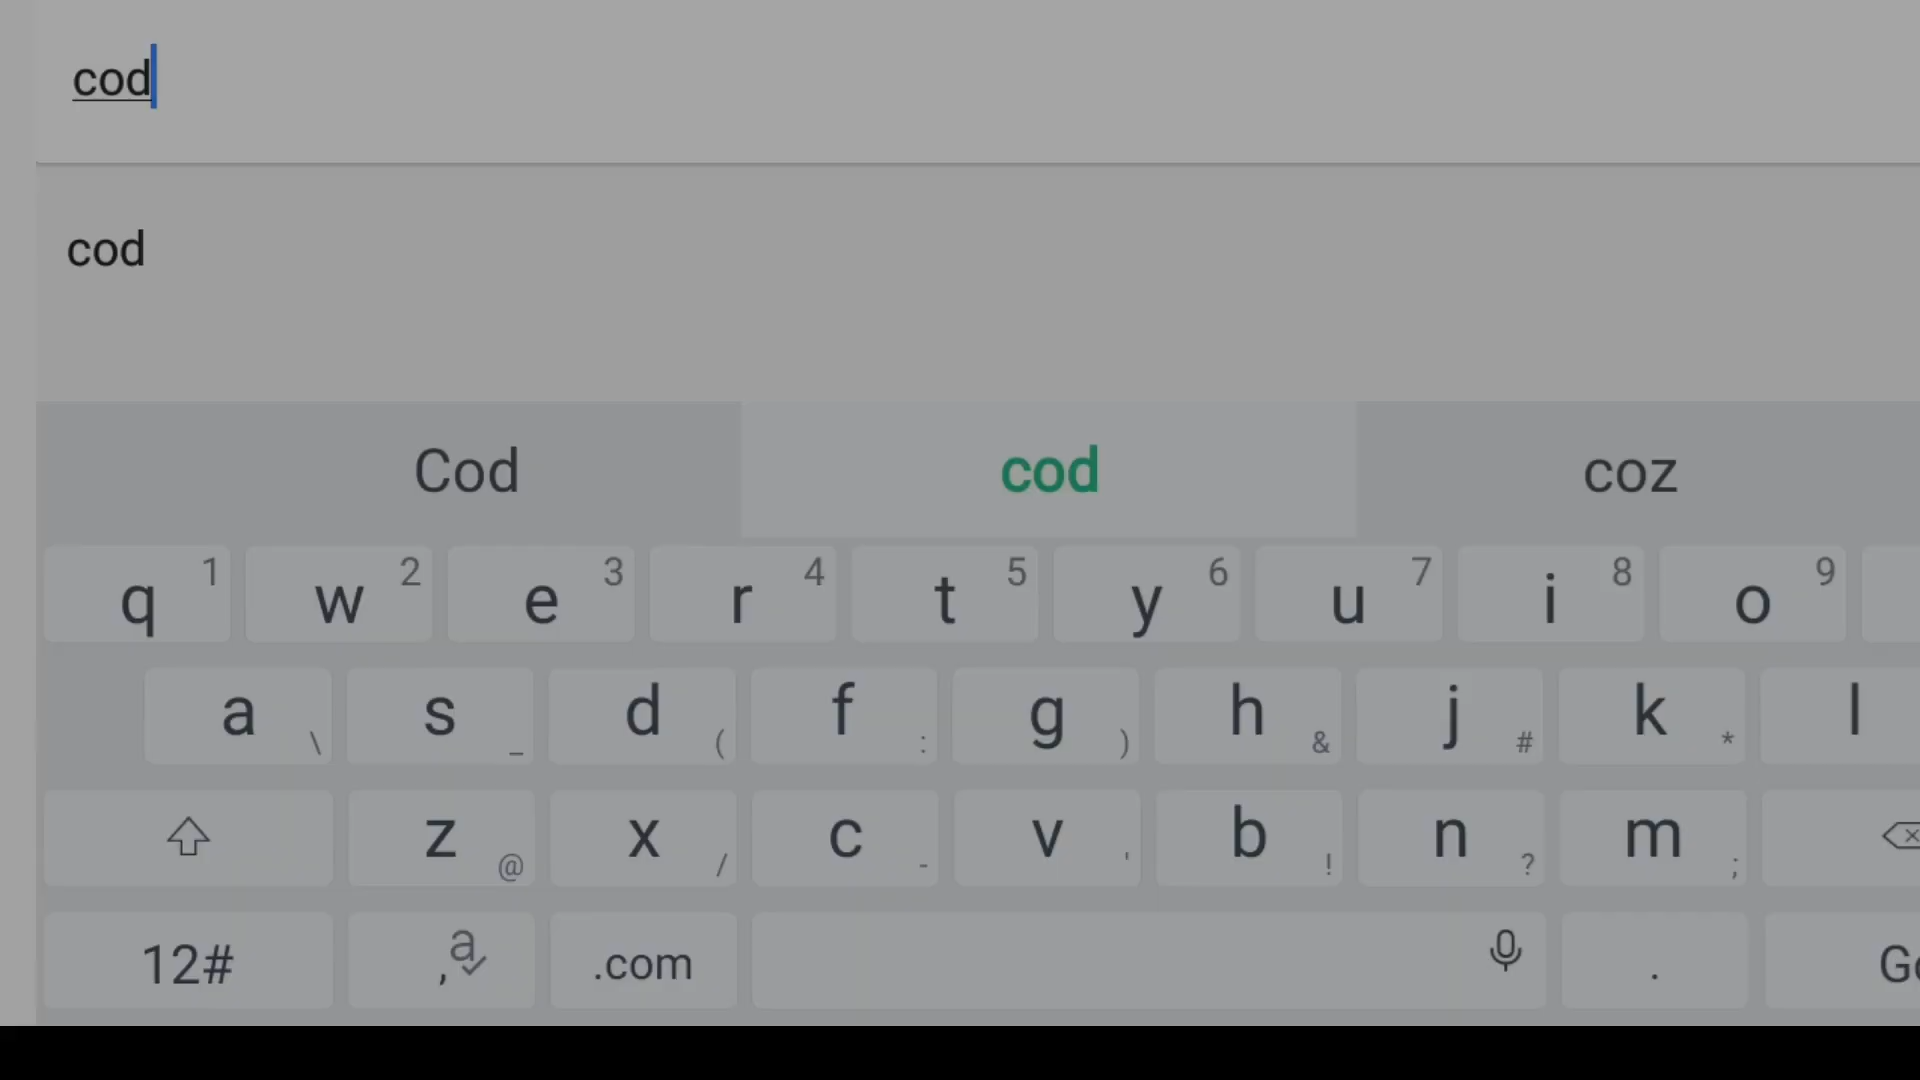 cod
cod
Cod cod coz
q 1 w 2 e 3 r 4 t 5 y 6 u 7 i 8 o 9
a \ s _ d ( f : g ) h & j # k * l
z @ x / c - v ' b ! n ? m ;
12# , a .com .